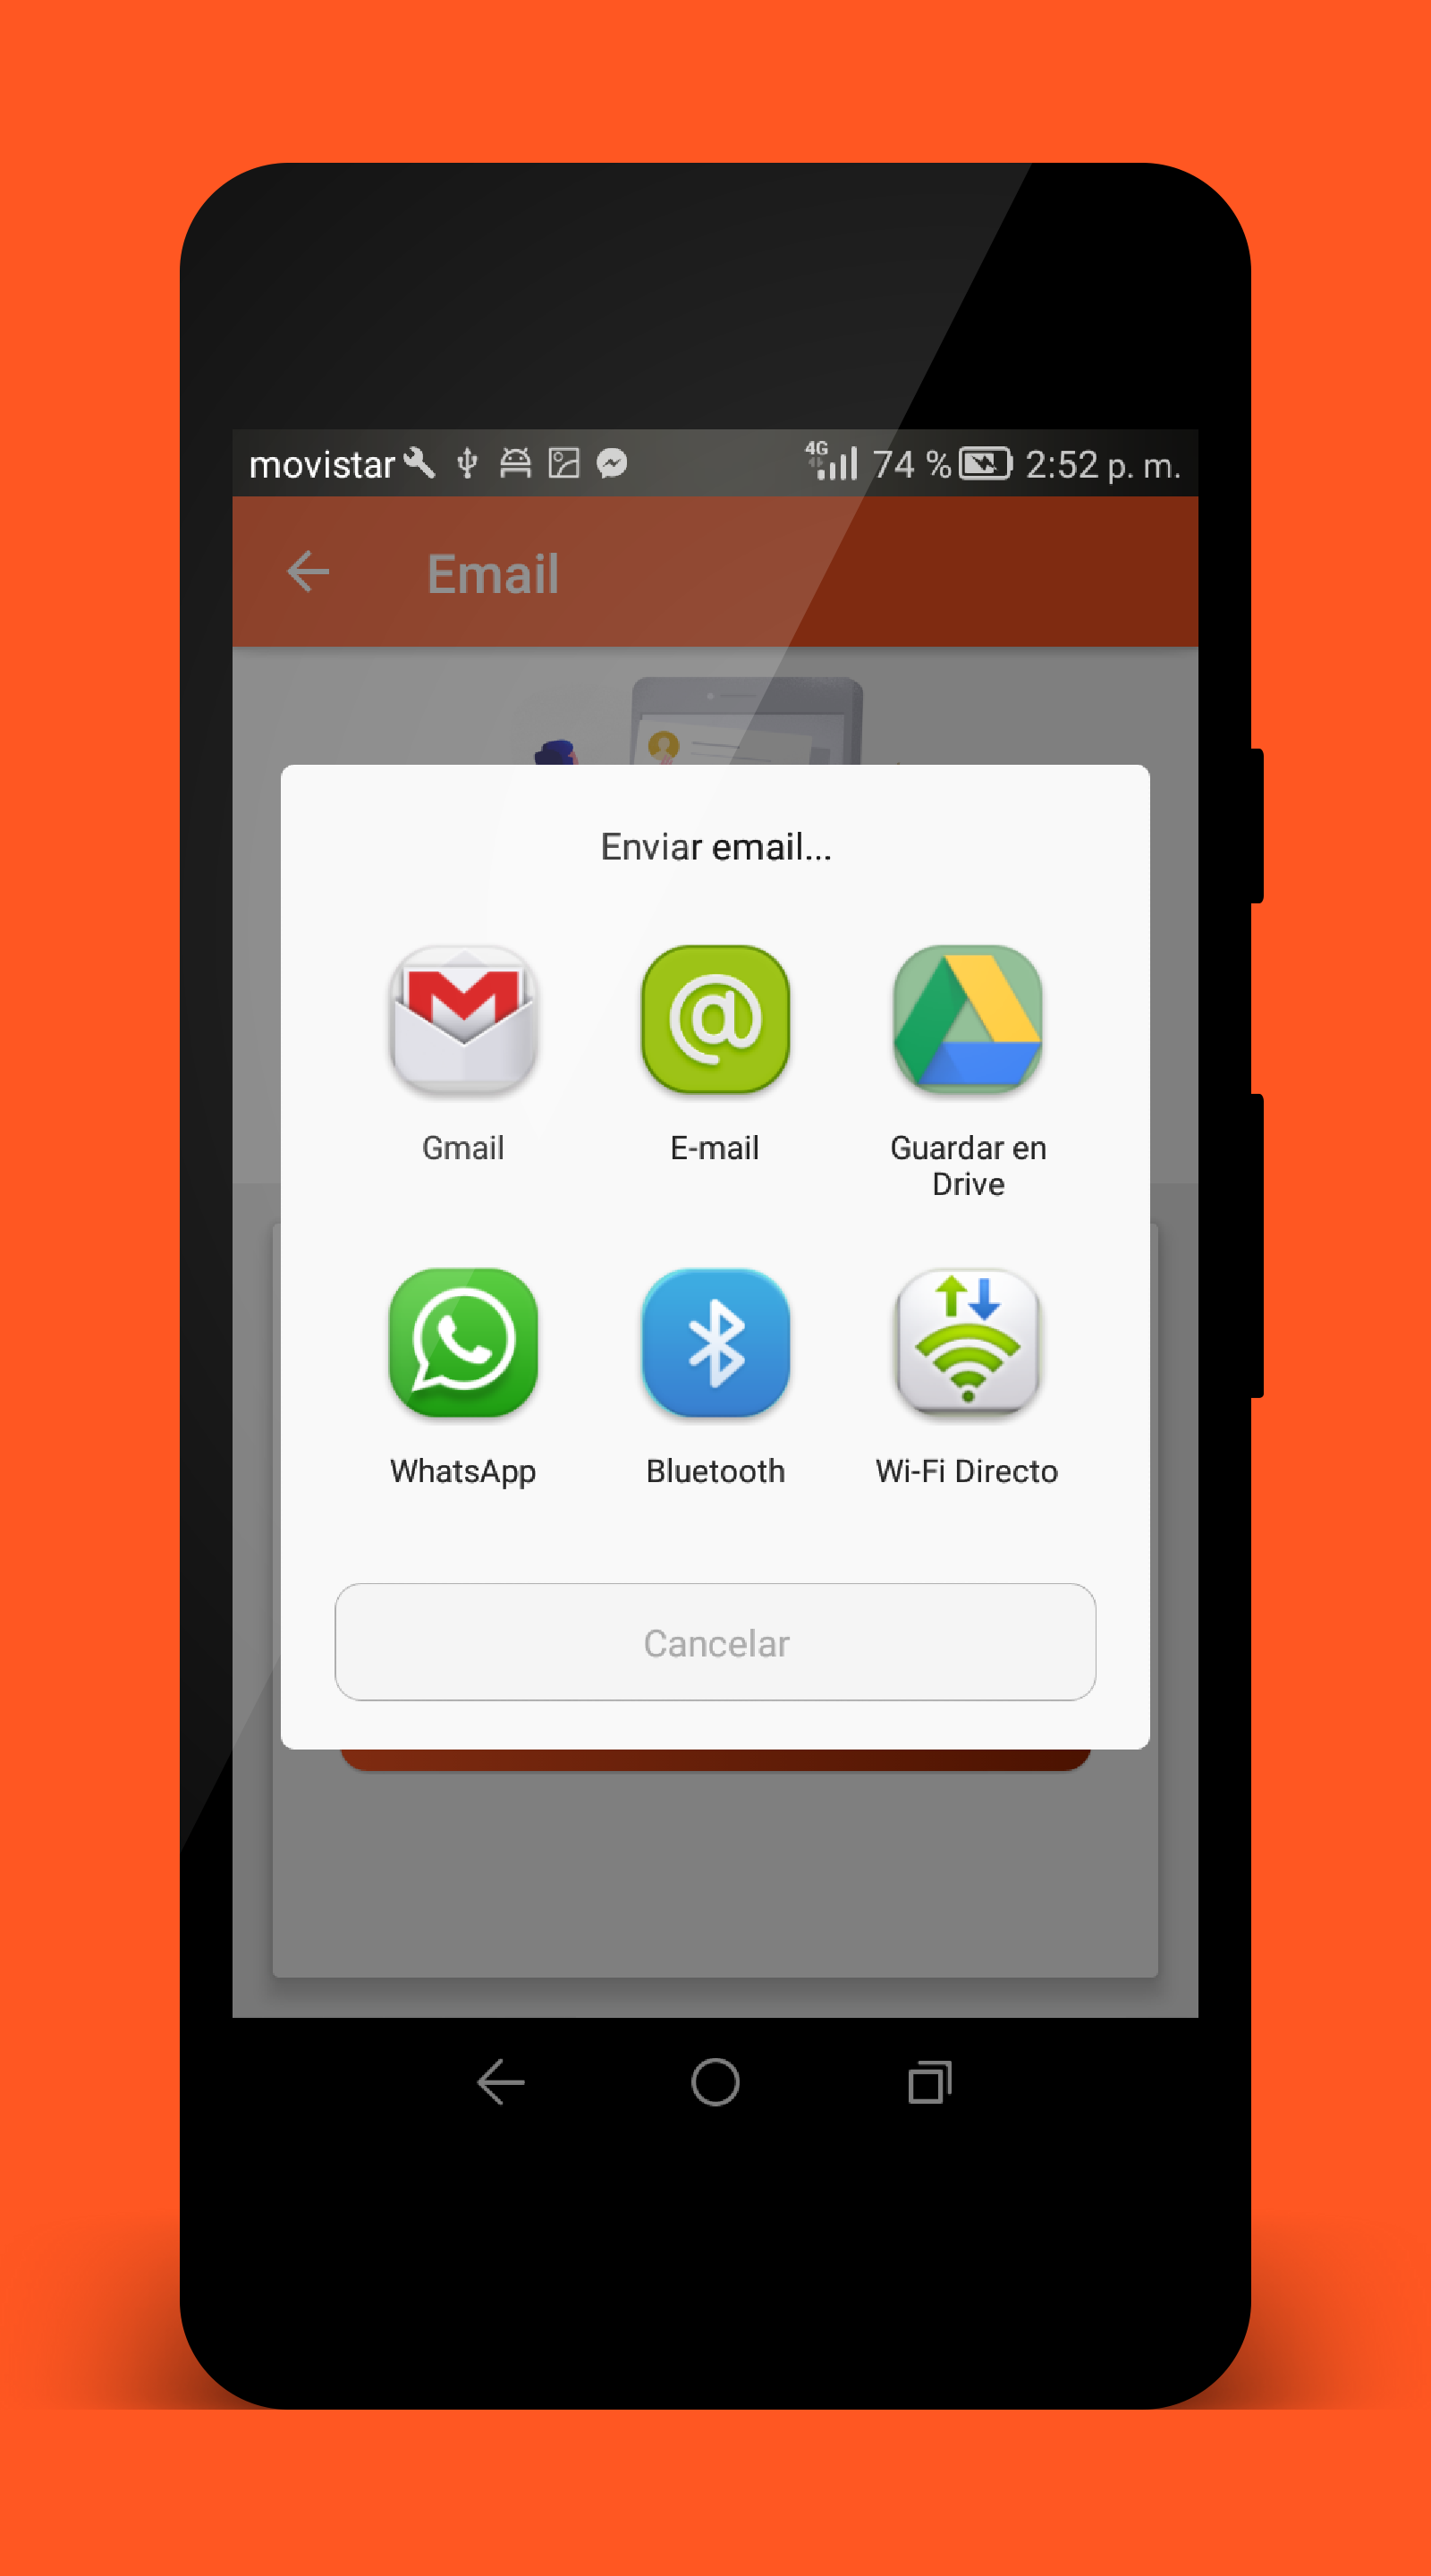 movistar 4G 74 % 2:52 p. m.
Email
Enviar email...
Gmail E-mail Guardar en
Drive
WhatsApp Bluetooth Wi-Fi Directo
Cancelar